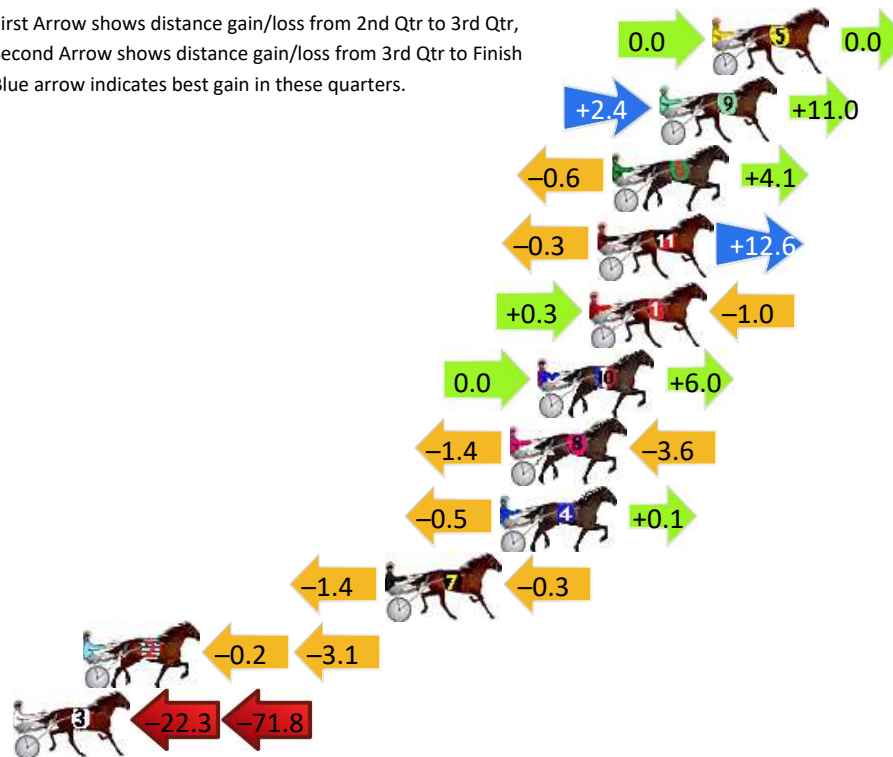 First Arrow shows distance gain/loss from 2nd Qtr to 3rd Qtr,
Second Arrow shows distance gain/loss from 3rd Qtr to Finish
Blue arrow indicates best gain in these quarters.
0.0 5 0.0
+2.4 9 +11.0
–0.6 +4.1
–0.3 11 +12.6
+0.3 1 –1.0
0.0 10 +6.0
–1.4 8 –3.6
–0.5 4 +0.1
–1.4 7 –0.3
2 –0.2 –3.1
3 –22.3 –71.8